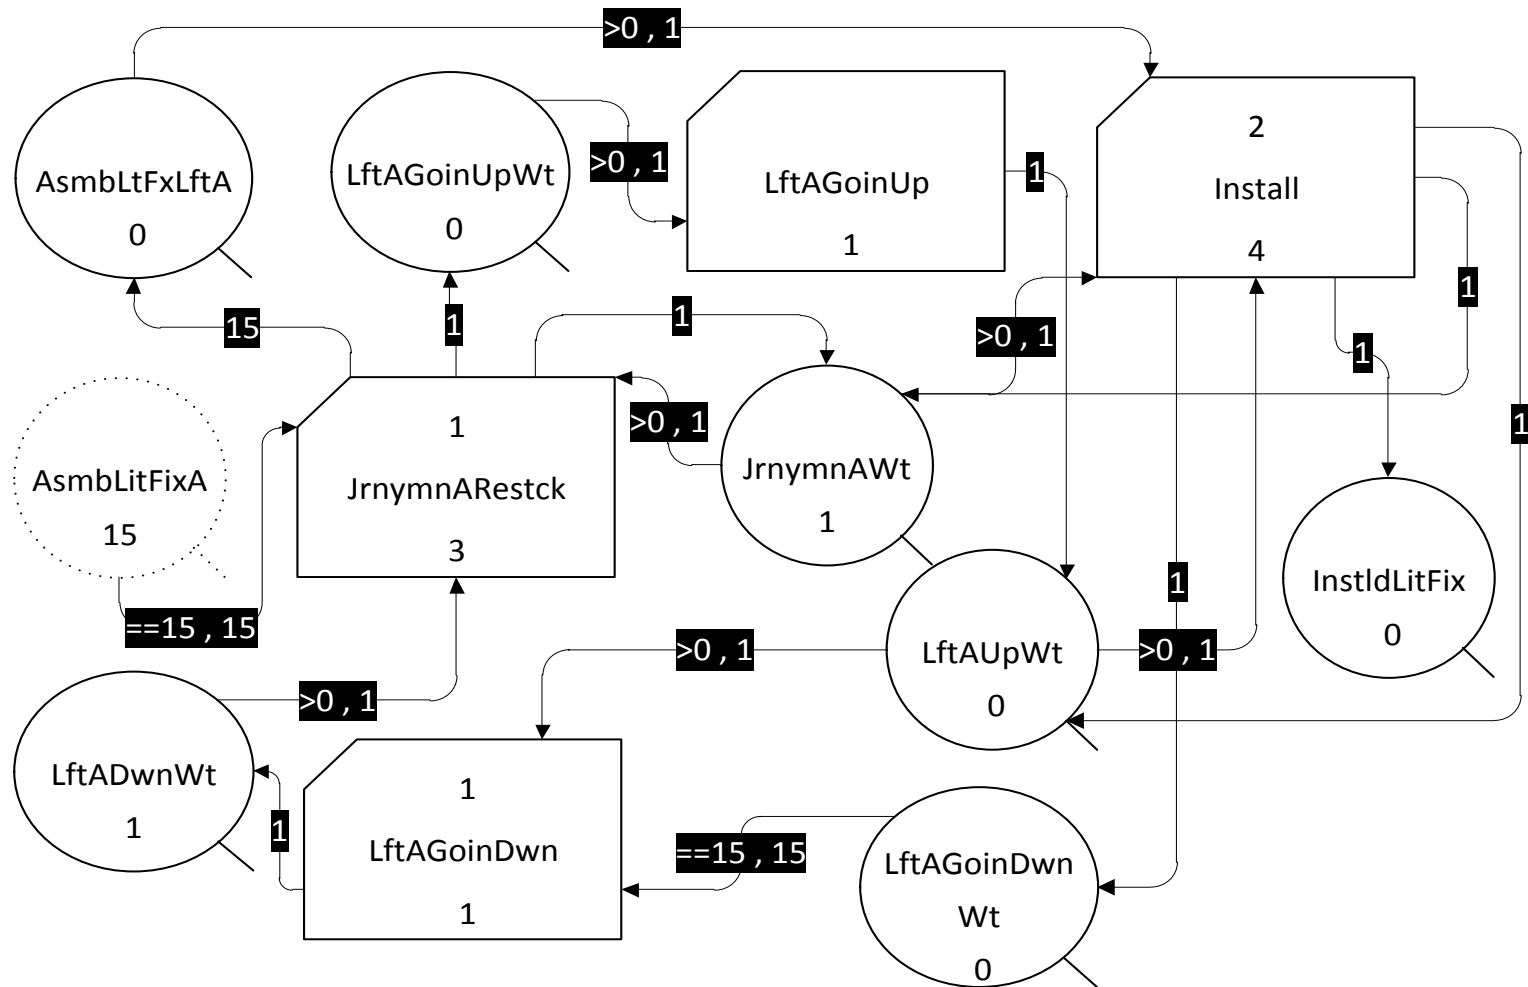 >0 , 1
AsmbLtFxLftA
0
LftAGoinUpWt
0
>0 , 1
LftAGoinUp
1
1
2
Install
4
1
15
1
1
>0 , 1
1
1
AsmbLitFixA
15
==15 , 15
1
JrnymnARestck
3
>0 , 1
JrnymnAWt
1
1
InstldLitFix
0
>0 , 1
>0 , 1
LftAUpWt
0
>0 , 1
LftADwnWt
1
1
1
LftAGoinDwn
1
==15 , 15
LftAGoinDwn
Wt
0